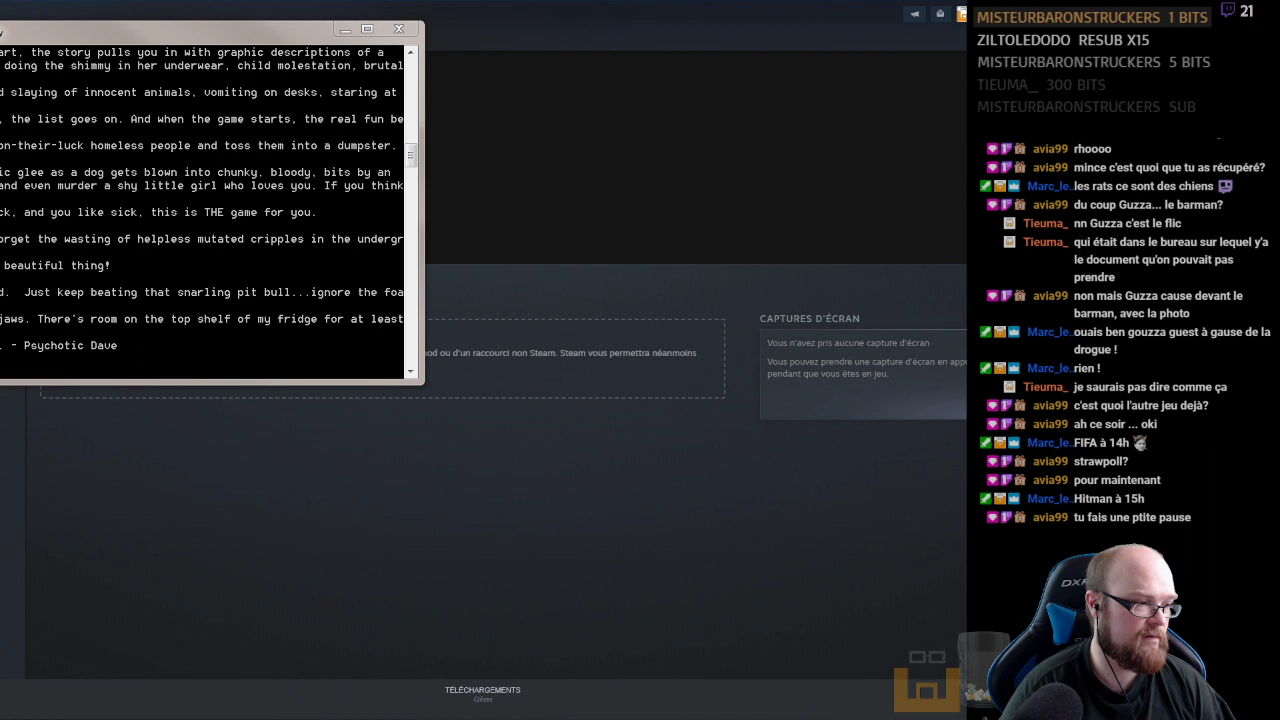 art, the story pulls you in with graphic descriptions of a
doing the shimmy in her underwear, child molestation, brutal
d slaying of innocent animals, vomiting on desks, staring at
, the list goes on. And when the game starts, the real fun be
on-their-luck homeless people and toss them into a dumpster.
ic glee as a dog gets blown into chunky, bloody, bits by an
and even murder a shy little girl who loves you. If you think
ck, and you like sick, this is THE game for you.
orget the wasting of helpless mutated cripples in the undergr
beautiful thing!
d. Just keep beating that snarling pit bull...ignore the foa
jaws. There's room on the top shelf of my fridge for at least
. - Psychotic Dave
mod ou d'un raccourci non Steam. Steam vous permettra néanmoins
CAPTURES D'ÉCRAN
Vous n'avez pris aucune capture d'écran
Vous pouvez prendre une capture d'écran en appu
pendant que vous êtes en jeu.
TÉLÉCHARGEMENTS
Gérer
21
MISTEURBARONSTRUCKERS 1 BITS
ZILTOLEDODO RESUB X15
MISTEURBARONSTRUCKERS 5 BITS
TIEUMA_ 300 BITS
MISTEURBARONSTRUCKERS SUB
avia99 rhoooo
avia99 mince c'est quoi que tu as récupéré?
Marc_le.. les rats ce sont des chiens
avia99 du coup Guzza... le barman?
Tieuma_ nn Guzza c'est le flic
Tieuma_ qui était dans le bureau sur lequel y'a
le document qu'on pouvait pas
prendre
avia99 non mais Guzza cause devant le
barman, avec la photo
Marc_le.. ouais ben gouzza guest à gause de la
drogue !
Marc_le.. rien !
Tieuma_ je saurais pas dire comme ça
avia99 c'est quoi l'autre jeu dejà?
avia99 ah ce soir ... oki
Marc_le.. FIFA à 14h
avia99 strawpoll?
avia99 pour maintenant
Marc_le.. Hitman à 15h
avia99 tu fais une ptite pause
DXR